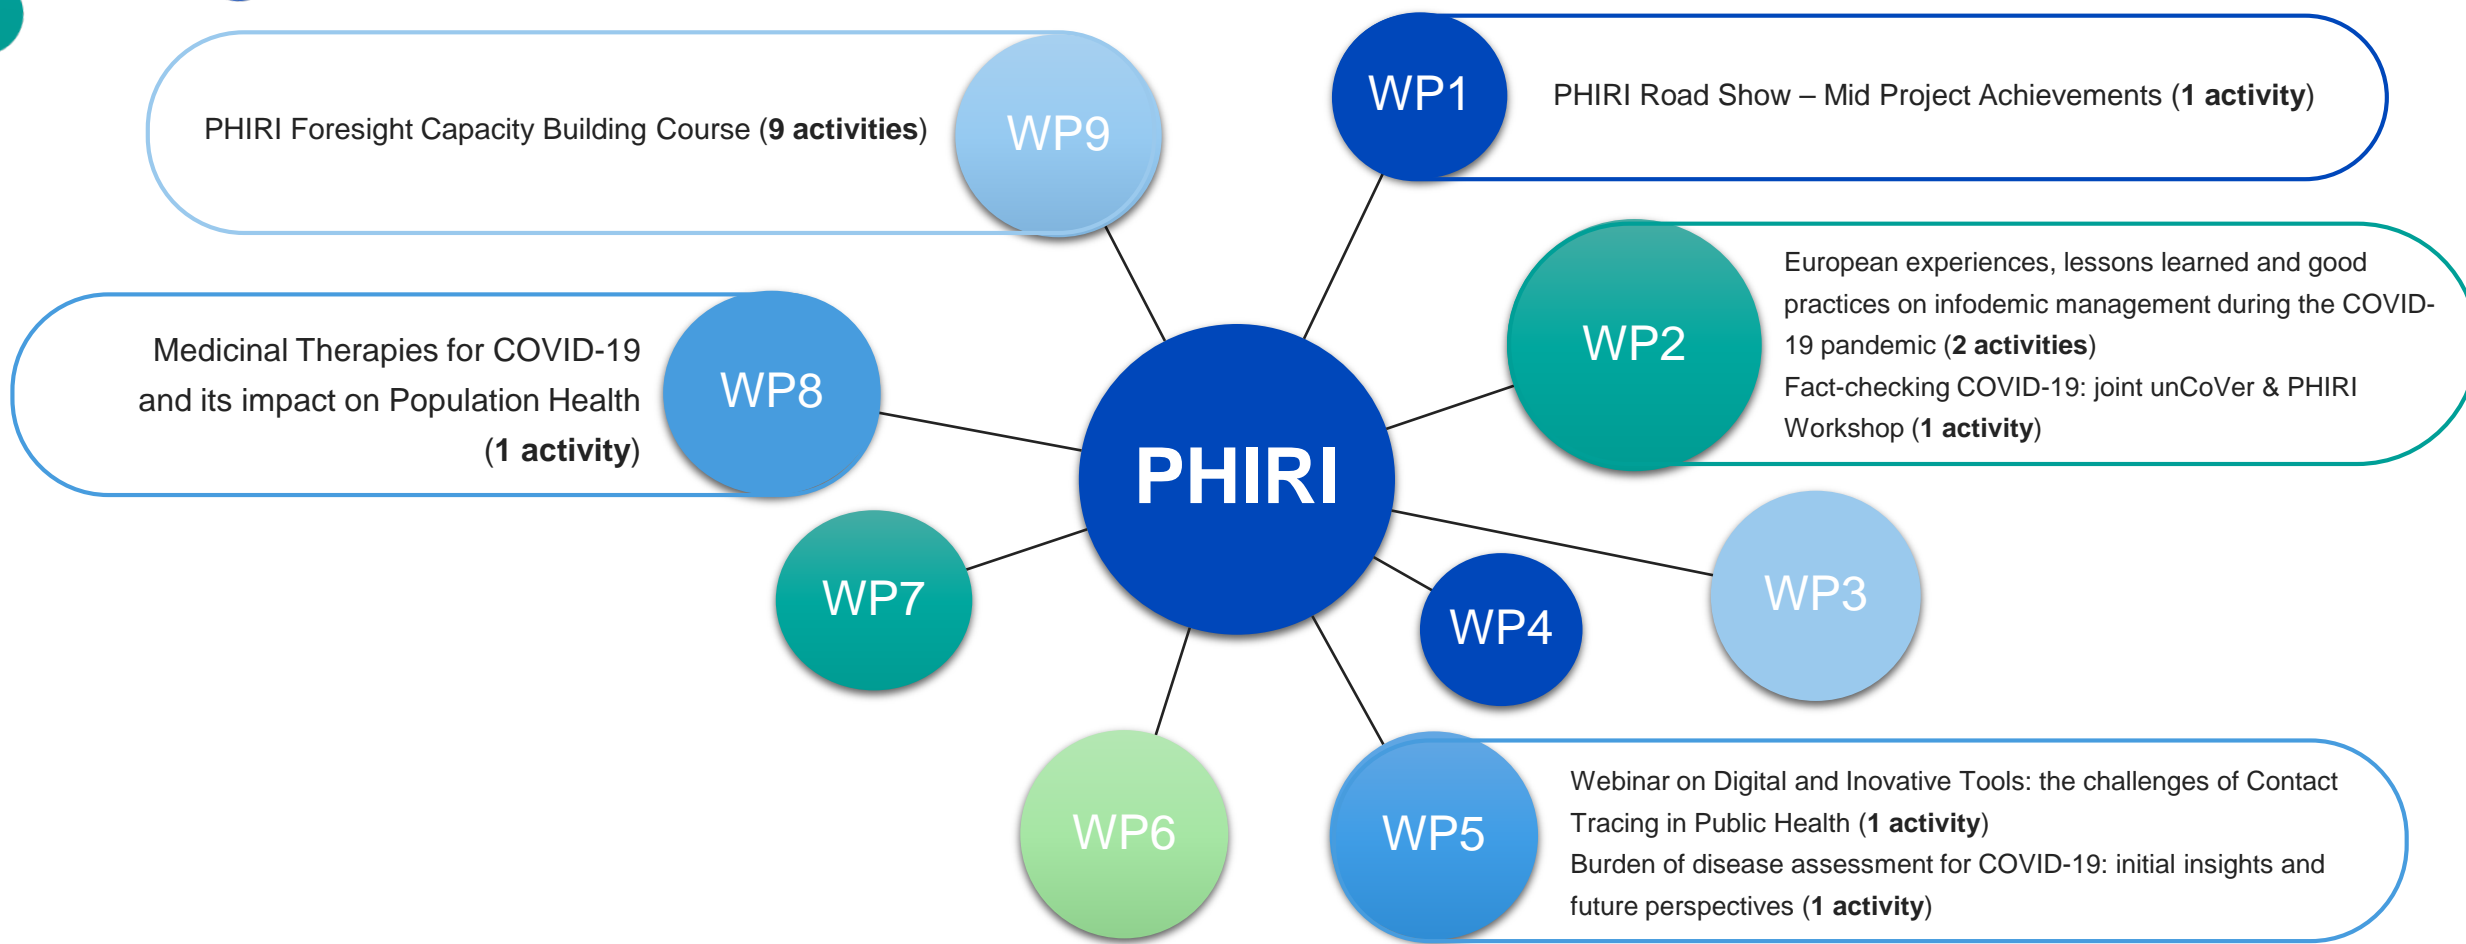 WP1
PHIRI Road Show – Mid Project Achievements (1 activity)
PHIRI Foresight Capacity Building Course (9 activities)
WP9
WP2
European experiences, lessons learned and good
practices on infodemic management during the COVID-
19 pandemic (2 activities)
Fact-checking COVID-19: joint unCoVer & PHIRI
Workshop (1 activity)
Medicinal Therapies for COVID-19
and its impact on Population Health
(1 activity)
WP8
PHIRI
WP7
WP4
WP3
WP6
WP5
Webinar on Digital and Inovative Tools: the challenges of Contact
Tracing in Public Health (1 activity)
Burden of disease assessment for COVID-19: initial insights and
future perspectives (1 activity)